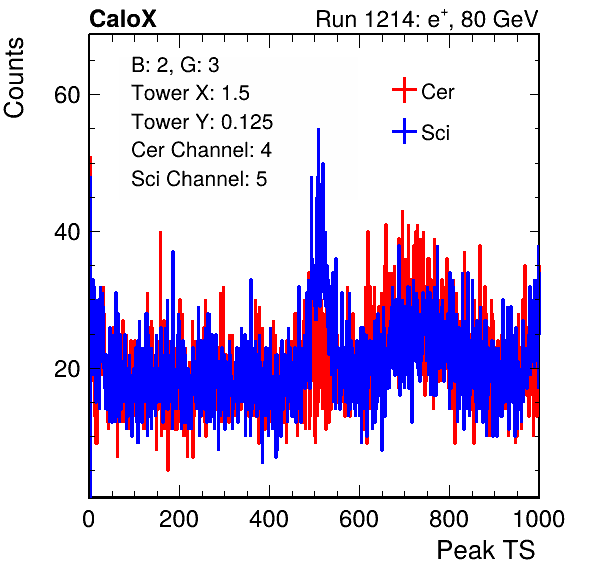 CaloX Run 1214: e⁺, 80 GeV
Counts
B: 2, G: 3
Tower X: 1.5
Tower Y: 0.125
Cer Channel: 4
Sci Channel: 5
Cer
Sci
60
40
20
0 200 400 600 800 1000
Peak TS